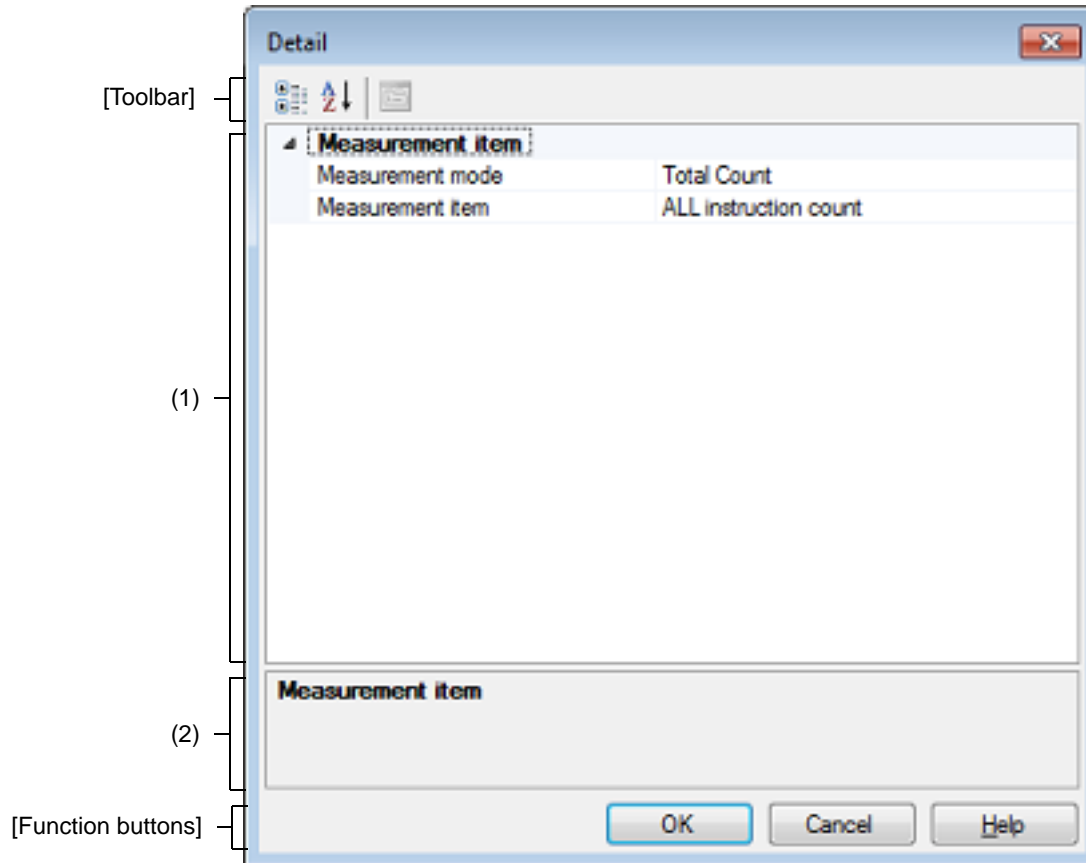 Detail
[Toolbar]
Measurement item
Measurement mode Total Count
Measurement item ALL instruction count
(1)
Measurement item
(2)
[Function buttons]
OK Cancel Help